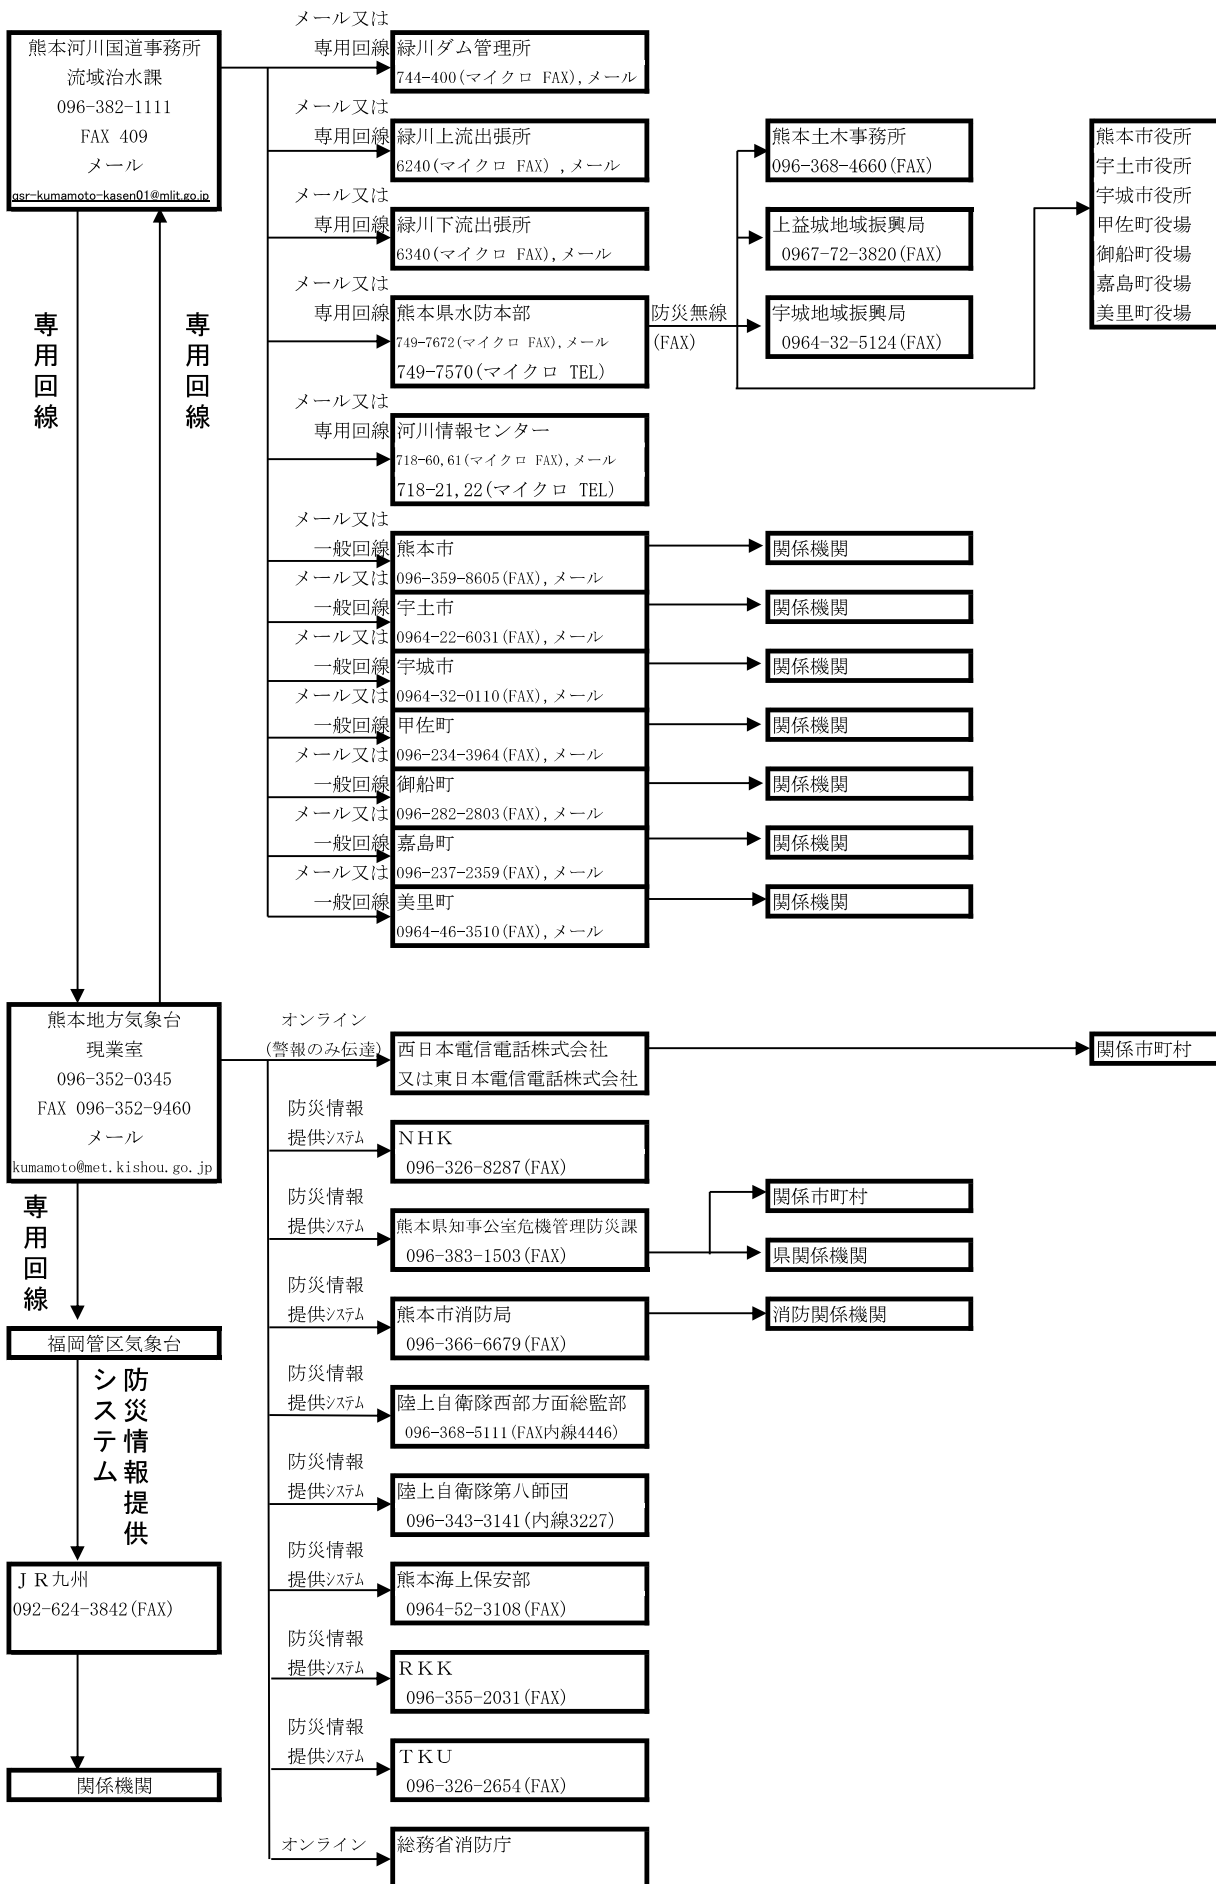 熊本河川国道事務所
流域治水課
096-382-1111
FAX 409
メール
qsr-kumamoto-kasen01@mlit.go.jp
専用回線
専用回線
メール又は
専用回線
緑川ダム管理所
744-400(マイクロ FAX),メール
メール又は
専用回線
緑川上流出張所
6240(マイクロ FAX),メール
メール又は
専用回線
緑川下流出張所
6340(マイクロ FAX),メール
メール又は
専用回線
熊本県水防本部
749-7672(マイクロ FAX),メール
749-7570(マイクロ TEL)
防災無線
(FAX)
熊本土木事務所
096-368-4660(FAX)
上益城地域振興局
0967-72-3820(FAX)
宇城地域振興局
0964-32-5124(FAX)
熊本市役所
宇土市役所
宇城市役所
甲佐町役場
御船町役場
嘉島町役場
美里町役場
メール又は
専用回線
河川情報センター
718-60,61(マイクロ FAX),メール
718-21,22(マイクロ TEL)
メール又は
一般回線
熊本市
096-359-8605(FAX),メール
関係機関
メール又は
一般回線
宇土市
0964-22-6031(FAX),メール
関係機関
メール又は
一般回線
宇城市
0964-32-0110(FAX),メール
関係機関
メール又は
一般回線
甲佐町
096-234-3964(FAX),メール
関係機関
メール又は
一般回線
御船町
096-282-2803(FAX),メール
関係機関
メール又は
一般回線
嘉島町
096-237-2359(FAX),メール
関係機関
メール又は
一般回線
美里町
0964-46-3510(FAX),メール
関係機関
熊本地方気象台
現業室
096-352-0345
FAX 096-352-9460
メール
kumamoto@met.kishou.go.jp
専用回線
福岡管区気象台
防災情報提供
システム
JR九州
092-624-3842(FAX)
関係機関
オンライン
(警報のみ伝達)
西日本電信電話株式会社
又は東日本電信電話株式会社
関係市町村
防災情報
提供システム
NHK
096-326-8287(FAX)
防災情報
提供システム
熊本県知事公室危機管理防災課
096-383-1503(FAX)
関係市町村
県関係機関
防災情報
提供システム
熊本市消防局
096-366-6679(FAX)
消防関係機関
防災情報
提供システム
陸上自衛隊西部方面総監部
096-368-5111(FAX内線4446)
防災情報
提供システム
陸上自衛隊第八師団
096-343-3141(内線3227)
防災情報
提供システム
熊本海上保安部
0964-52-3108(FAX)
防災情報
提供システム
RKK
096-355-2031(FAX)
防災情報
提供システム
TKU
096-326-2654(FAX)
オンライン
総務省消防庁